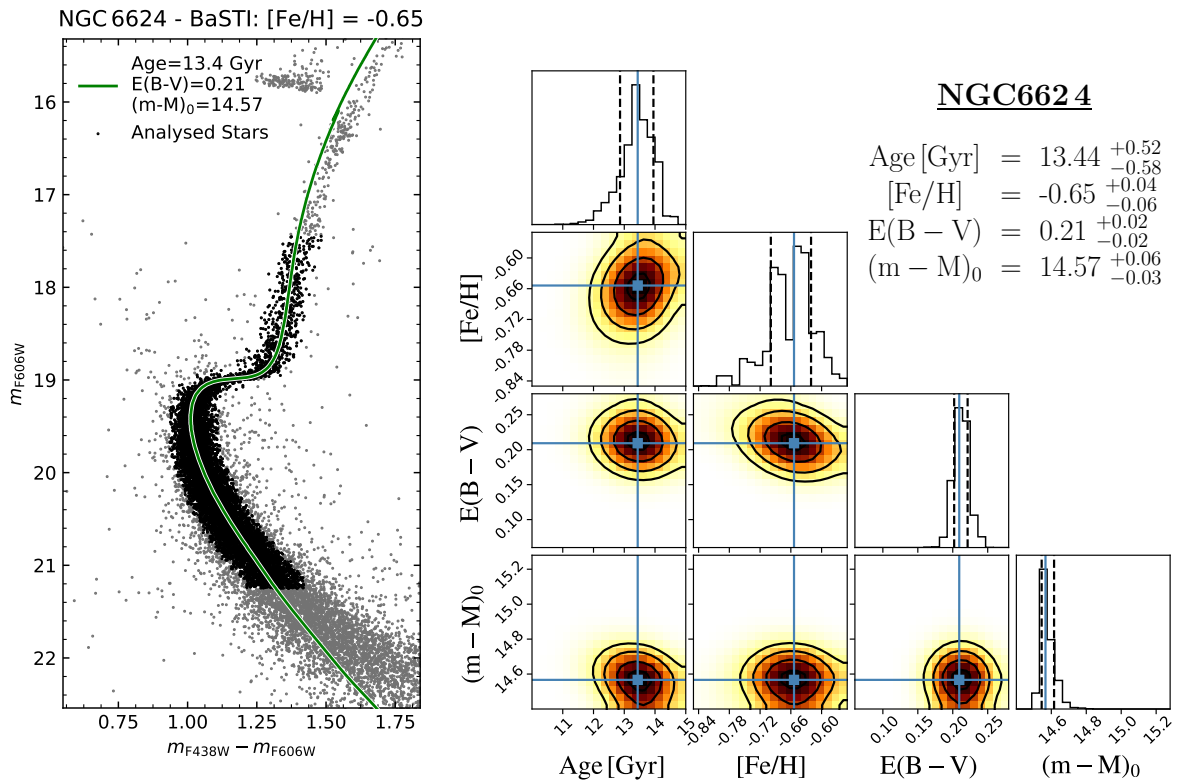 NGC 6624 - BaSTI: [Fe/H] = -0.65
Age=13.4 Gyr
E(B-V)=0.21
(m-M)₀=14.57
Analysed Stars
16
17
18
19
20
21
22
m_F606W
0.75 1.00 1.25 1.50 1.75
m_F438W − m_F606W
NGC6624
Age [Gyr] = 13.44 +0.52 −0.58
[Fe/H] = -0.65 +0.04 −0.06
E(B − V) = 0.21 +0.02 −0.02
(m − M)₀ = 14.57 +0.06 −0.03
[Fe/H]
-0.60
-0.66
-0.72
-0.78
-0.84
E(B − V)
0.25
0.20
0.15
0.10
(m − M)₀
15.2
15.0
14.8
14.6
11 12 13 14 15
Age [Gyr]
-0.84 -0.78 -0.72 -0.66 -0.60
[Fe/H]
0.10 0.15 0.20 0.25
E(B − V)
14.6 14.8 15.0 15.2
(m − M)₀